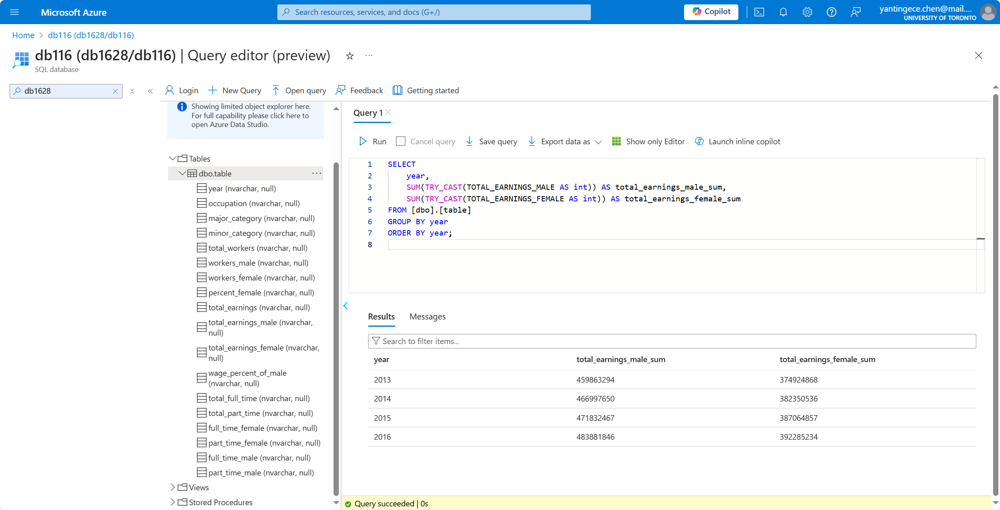 Microsoft Azure
Search resources, services, and docs (G+/)
Copilot
yantingece.chen@mail....
UNIVERSITY OF TORONTO
Home > db116 (db1628/db116)
db116 (db1628/db116) | Query editor (preview)
SQL database
db1628
Login
New Query
Open query
Feedback
Getting started
Showing limited object explorer here.
For full capability please click here to
open Azure Data Studio.
Tables
dbo.table
year (nvarchar, null)
occupation (nvarchar, null)
major_category (nvarchar, null)
minor_category (nvarchar, null)
total_workers (nvarchar, null)
workers_male (nvarchar, null)
workers_female (nvarchar, null)
percent_female (nvarchar, null)
total_earnings (nvarchar, null)
total_earnings_male (nvarchar,
null)
total_earnings_female (nvarchar,
null)
wage_percent_of_male
(nvarchar, null)
total_full_time (nvarchar, null)
total_part_time (nvarchar, null)
full_time_female (nvarchar, null)
part_time_female (nvarchar, null)
full_time_male (nvarchar, null)
part_time_male (nvarchar, null)
Views
Stored Procedures
Query 1
Run
Cancel query
Save query
Export data as
Show only Editor
Launch inline copilot
1 SELECT
2 year,
3 SUM(TRY_CAST(TOTAL_EARNINGS_MALE AS int)) AS total_earnings_male_sum,
4 SUM(TRY_CAST(TOTAL_EARNINGS_FEMALE AS int)) AS total_earnings_female_sum
5 FROM [dbo].[table]
6 GROUP BY year
7 ORDER BY year;
8
Results
Messages
Search to filter items...
year total_earnings_male_sum total_earnings_female_sum
2013 459863294 374924868
2014 466997650 382350536
2015 471832467 387064857
2016 483881846 392285234
Query succeeded | 0s